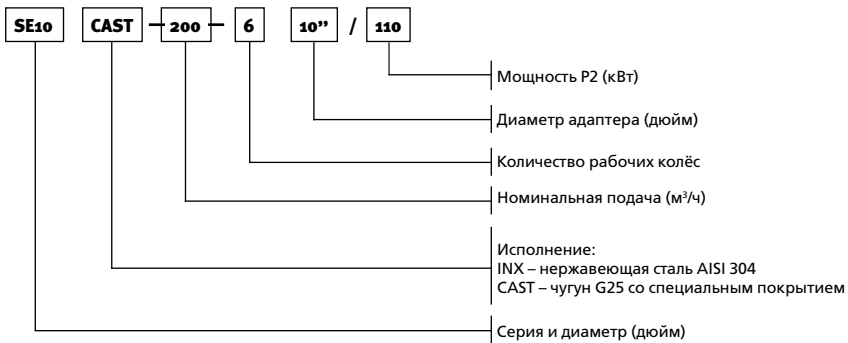 SE10 CAST – 200 – 6 10” / 110
Мощность P2 (кВт)
Диаметр адаптера (дюйм)
Количество рабочих колёс
Номинальная подача (м³/ч)
Исполнение:
INX – нержавеющая сталь AISI 304
CAST – чугун G25 со специальным покрытием
Серия и диаметр (дюйм)